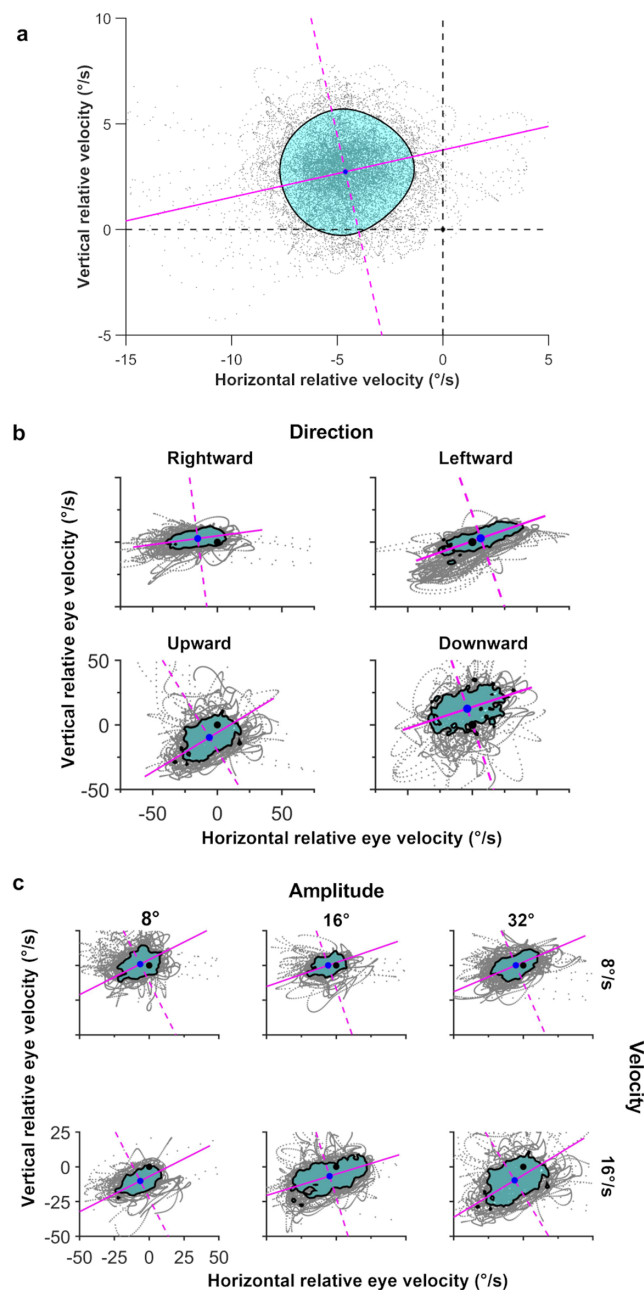 a
10
5
0
-5
Vertical relative velocity (°/s)
-15
-10
-5
0
5
Horizontal relative velocity (°/s)
b
Direction
Rightward
Leftward
Upward
Downward
Vertical relative eye velocity (°/s)
50
0
-50
-50
0
50
Horizontal relative eye velocity (°/s)
c
Amplitude
8°
16°
32°
8°/s
Velocity
16°/s
Vertical relative eye velocity (°/s)
25
0
-25
-50
-50
-25
0
25
50
Horizontal relative eye velocity (°/s)